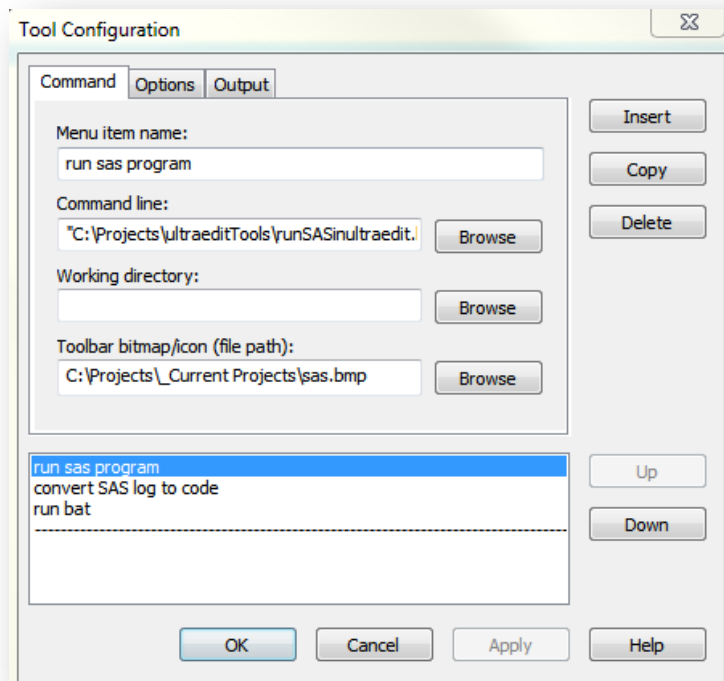 Tool Configuration
Command Options Output
Insert
Menu item name:
run sas program
Copy
Command line:
"C:\Projects\ultraeditTools\runSASinultraedit.
Browse
Delete
Working directory:
Browse
Toolbar bitmap/icon (file path):
C:\Projects\_Current Projects\sas.bmp
Browse
run sas program
convert SAS log to code
run bat
--------------------------------------------------------------------------------
Up
Down
OK Cancel Apply Help